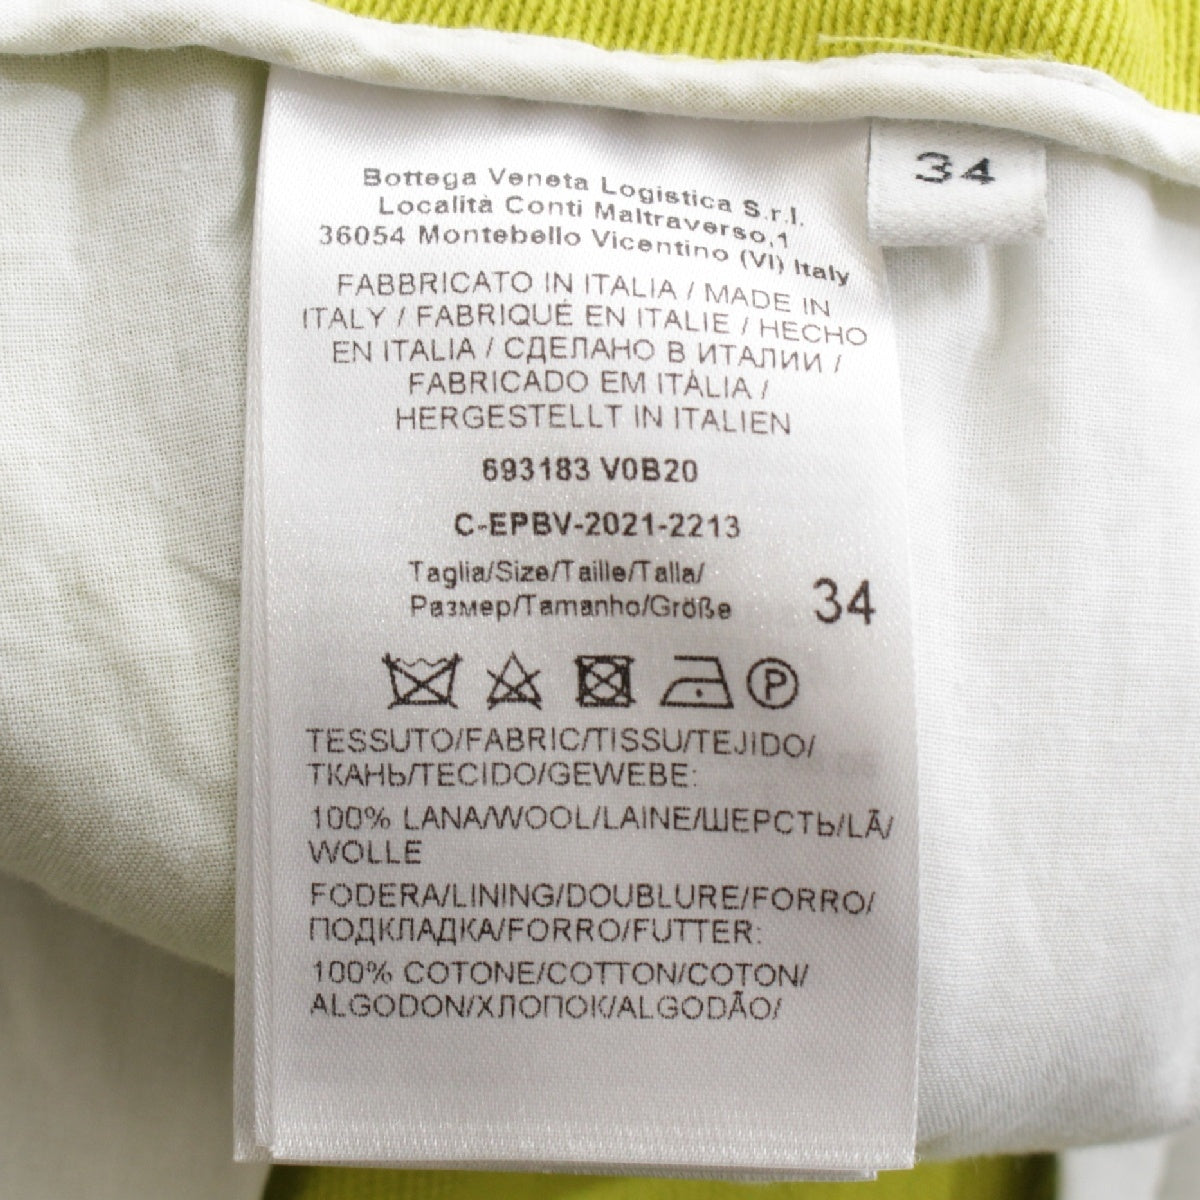 34
Bottega Veneta Logistica S.r.l.
Località Conti Maltraverso,1
36054 Montebello Vicentino (VI) Italy
FABBRICATO IN ITALIA / MADE IN
ITALY / FABRIQUÉ EN ITALIE / HECHO
EN ITALIA / СДЕЛАНО В ИТАЛИИ /
FABRICADO EM ITÀLIA /
HERGESTELLT IN ITALIEN
693183 V0B20
C-EPBV-2021-2213
Taglia/Size/Taille/Talla/
Размер/Tamanho/Größe 34
P
TESSUTO/FABRIC/TISSU/TEJIDO/
ТКАНЬ/TECIDO/GEWEBE:
100% LANA/WOOL/LAINE/ШЕРСТЬ/LÃ/
WOLLE
FODERA/LINING/DOUBLURE/FORRO/
ПОДКЛАДКА/FORRO/FUTTER:
100% COTONE/COTTON/COTON/
ALGODON/ХЛОПОК/ALGODÃO/